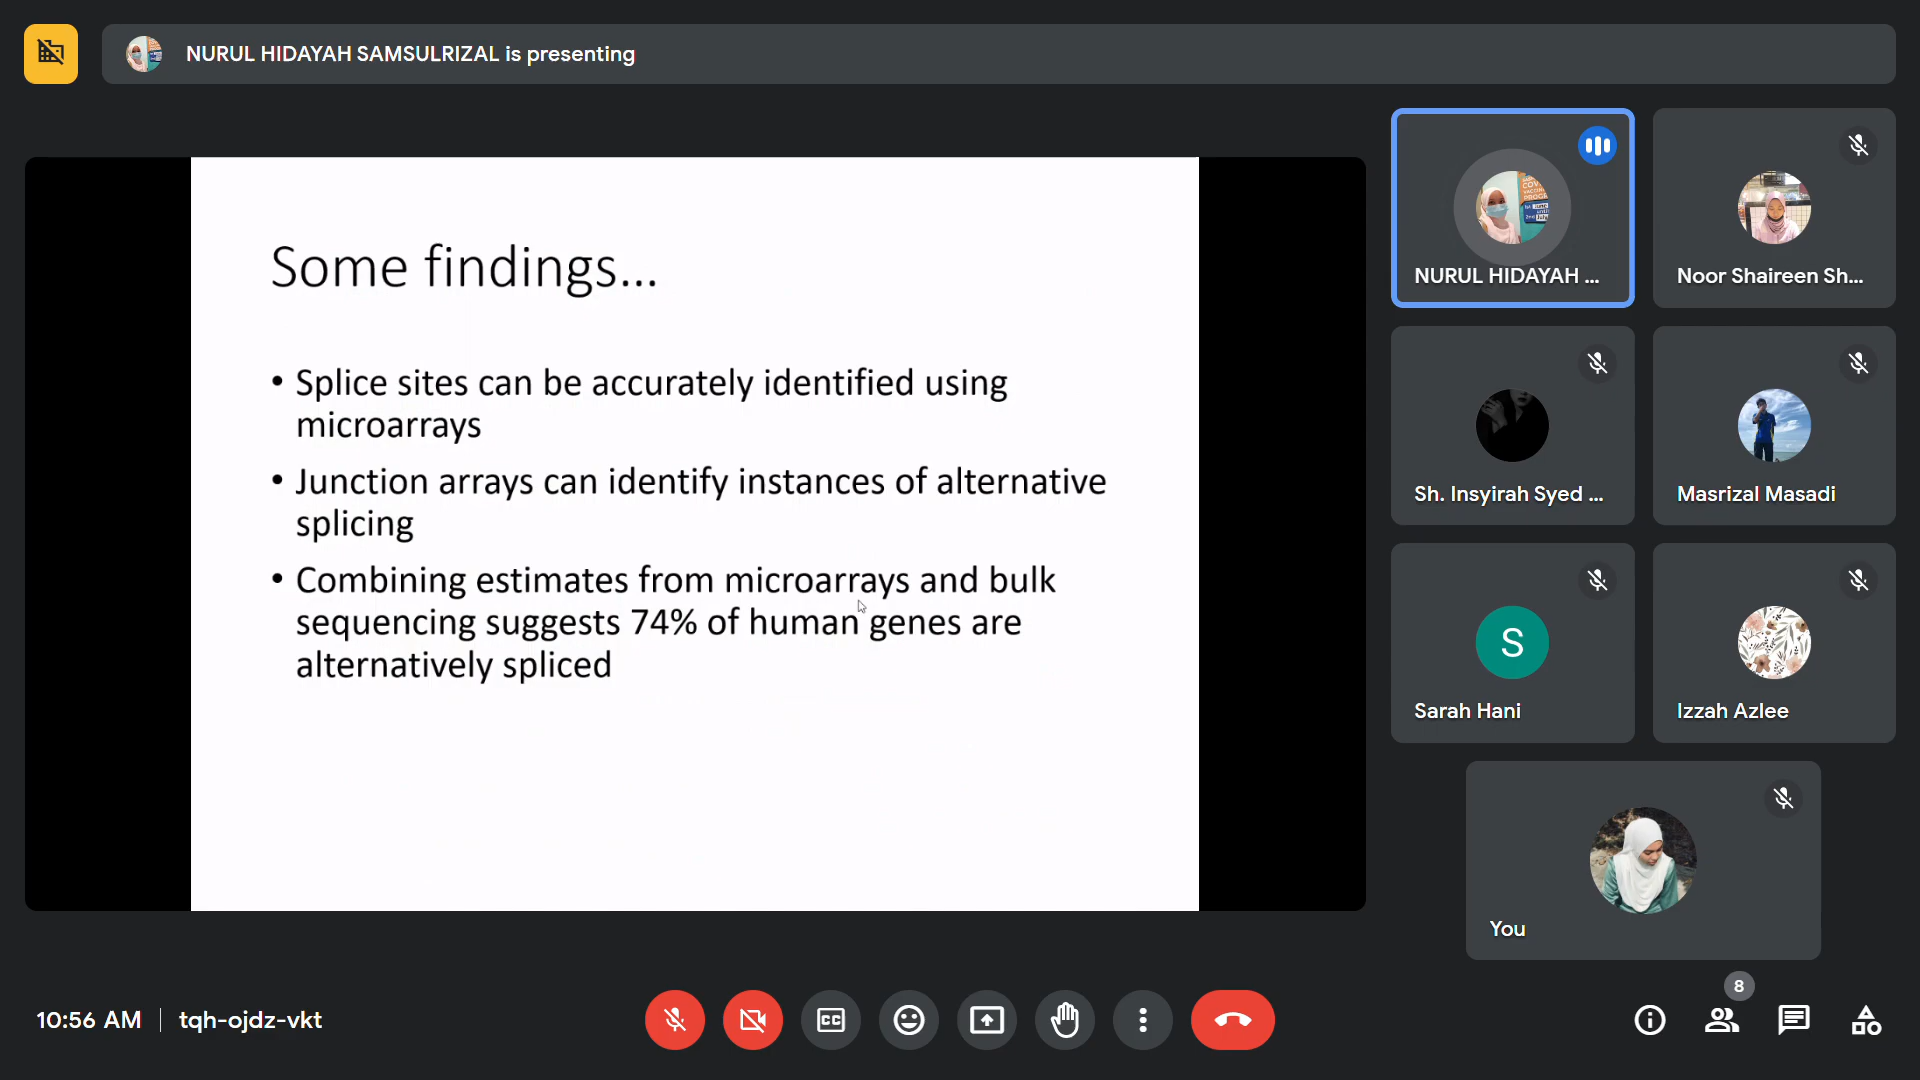 NURUL HIDAYAH SAMSULRIZAL is presenting
Some findings...
• Splice sites can be accurately identified using
microarrays
• Junction arrays can identify instances of alternative
splicing
• Combining estimates from microarrays and bulk
sequencing suggests 74% of human genes are
alternatively spliced
NURUL HIDAYAH ...
Noor Shaireen Sh...
Sh. Insyirah Syed ...
Masrizal Masadi
S
Sarah Hani
Izzah Azlee
You
10:56 AM | tqh-ojdz-vkt
CC
8